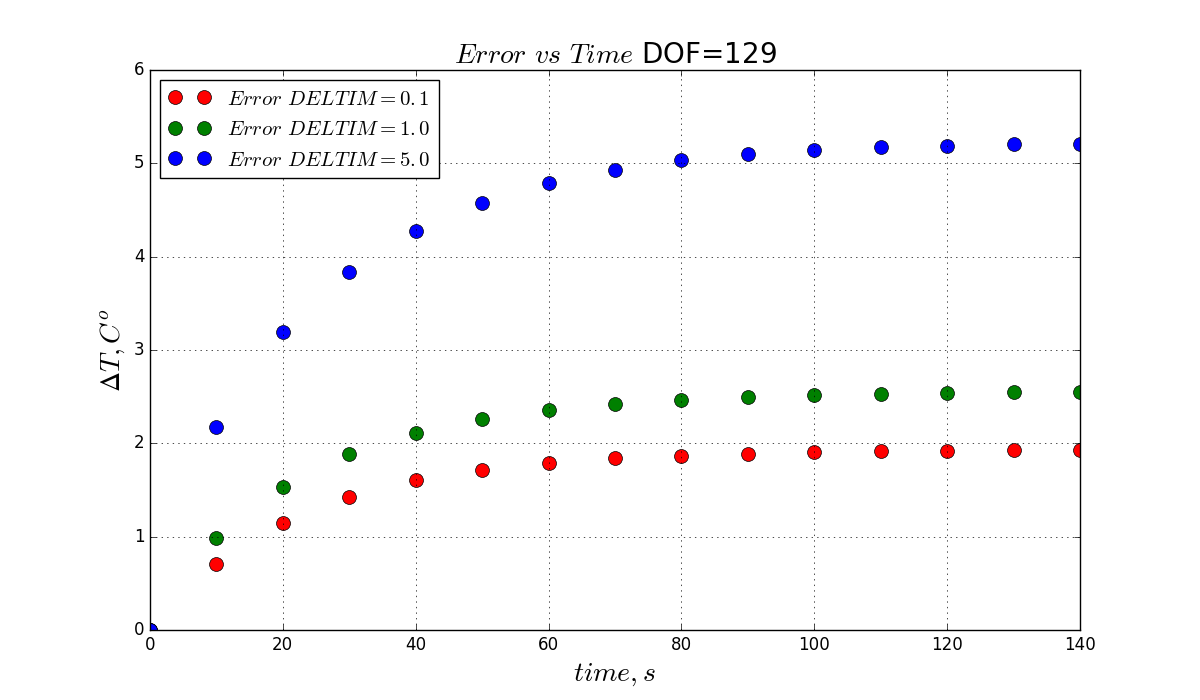 Error vs Time DOF=129
6
5
4
3
2
1
0
ΔT, C°
Error DELTIM = 0.1
Error DELTIM = 1.0
Error DELTIM = 5.0
0 20 40 60 80 100 120 140
time, s